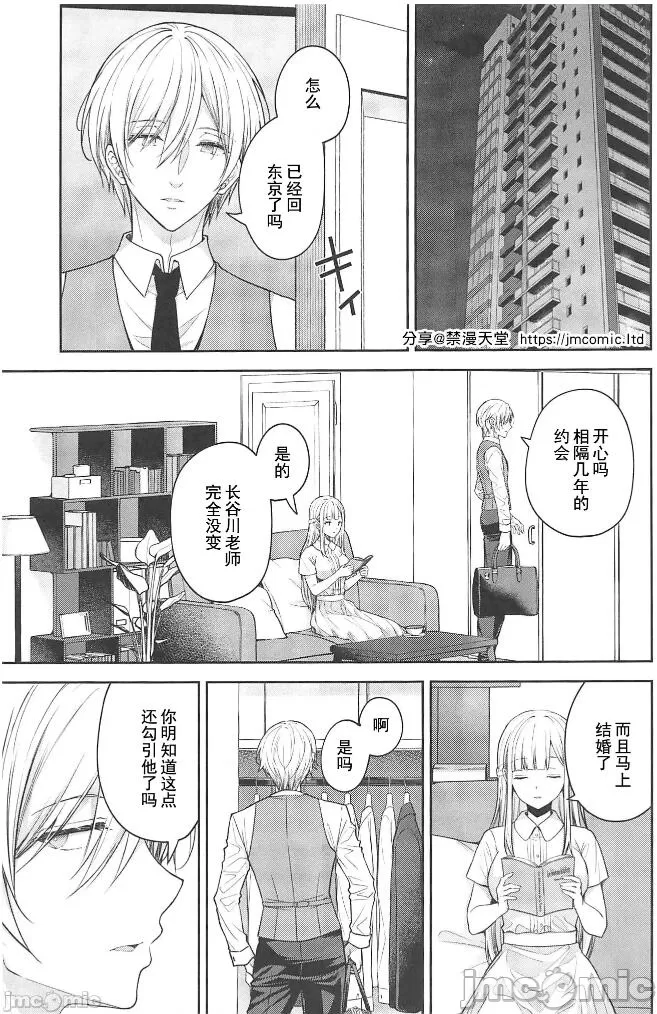 怎么
已经回
东京了吗
キィ
分享@禁漫天堂 https://jmcomic.ltd
开心吗
相隔几年的
约会
是的
长谷川老师
完全没变
而且马上
结婚了
啊
是吗
你明知道这点
还勾引他了吗
jmcomic
jmcomic